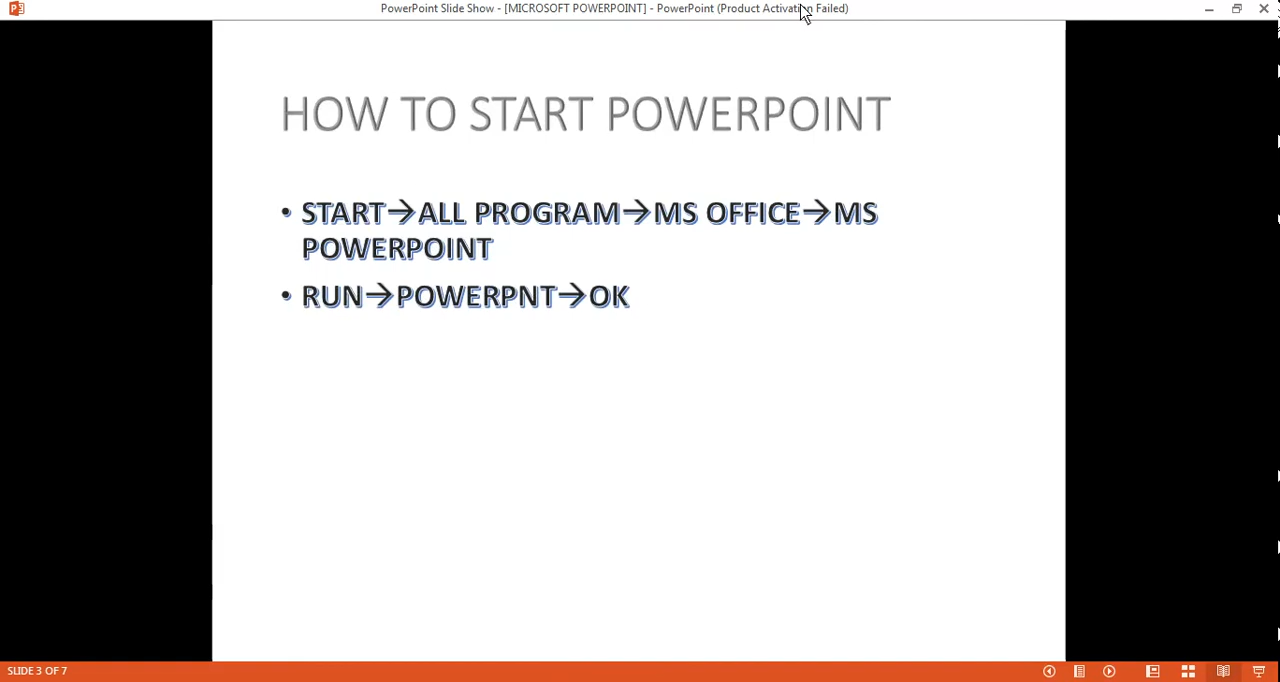 PowerPoint Slide Show - [MICROSOFT POWERPOINT] - PowerPoint (Product Activation Failed)
HOW TO START POWERPOINT
• START→ALL PROGRAM→MS OFFICE→MS
POWERPOINT
• RUN→POWERPNT→OK
SLIDE 3 OF 7